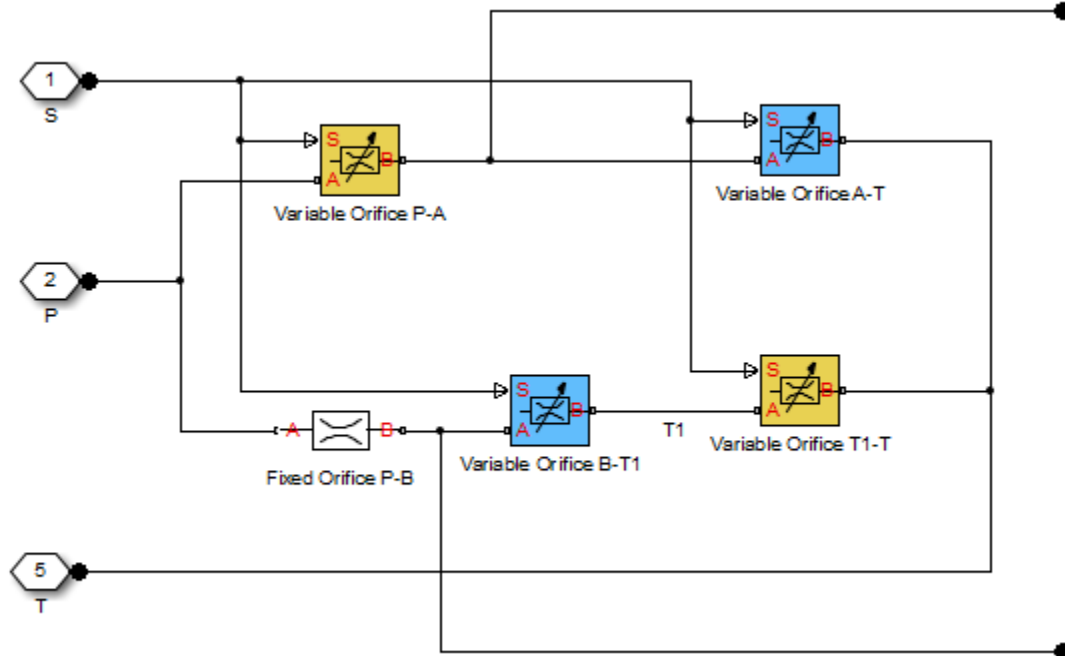 1
S
S
A
B
Variable Orifice P-A
S
A
B
Variable Orifice A-T
2
P
S
A
B
Variable Orifice B-T1
T1
S
A
B
Variable Orifice T1-T
A
B
Fixed Orifice P-B
5
T